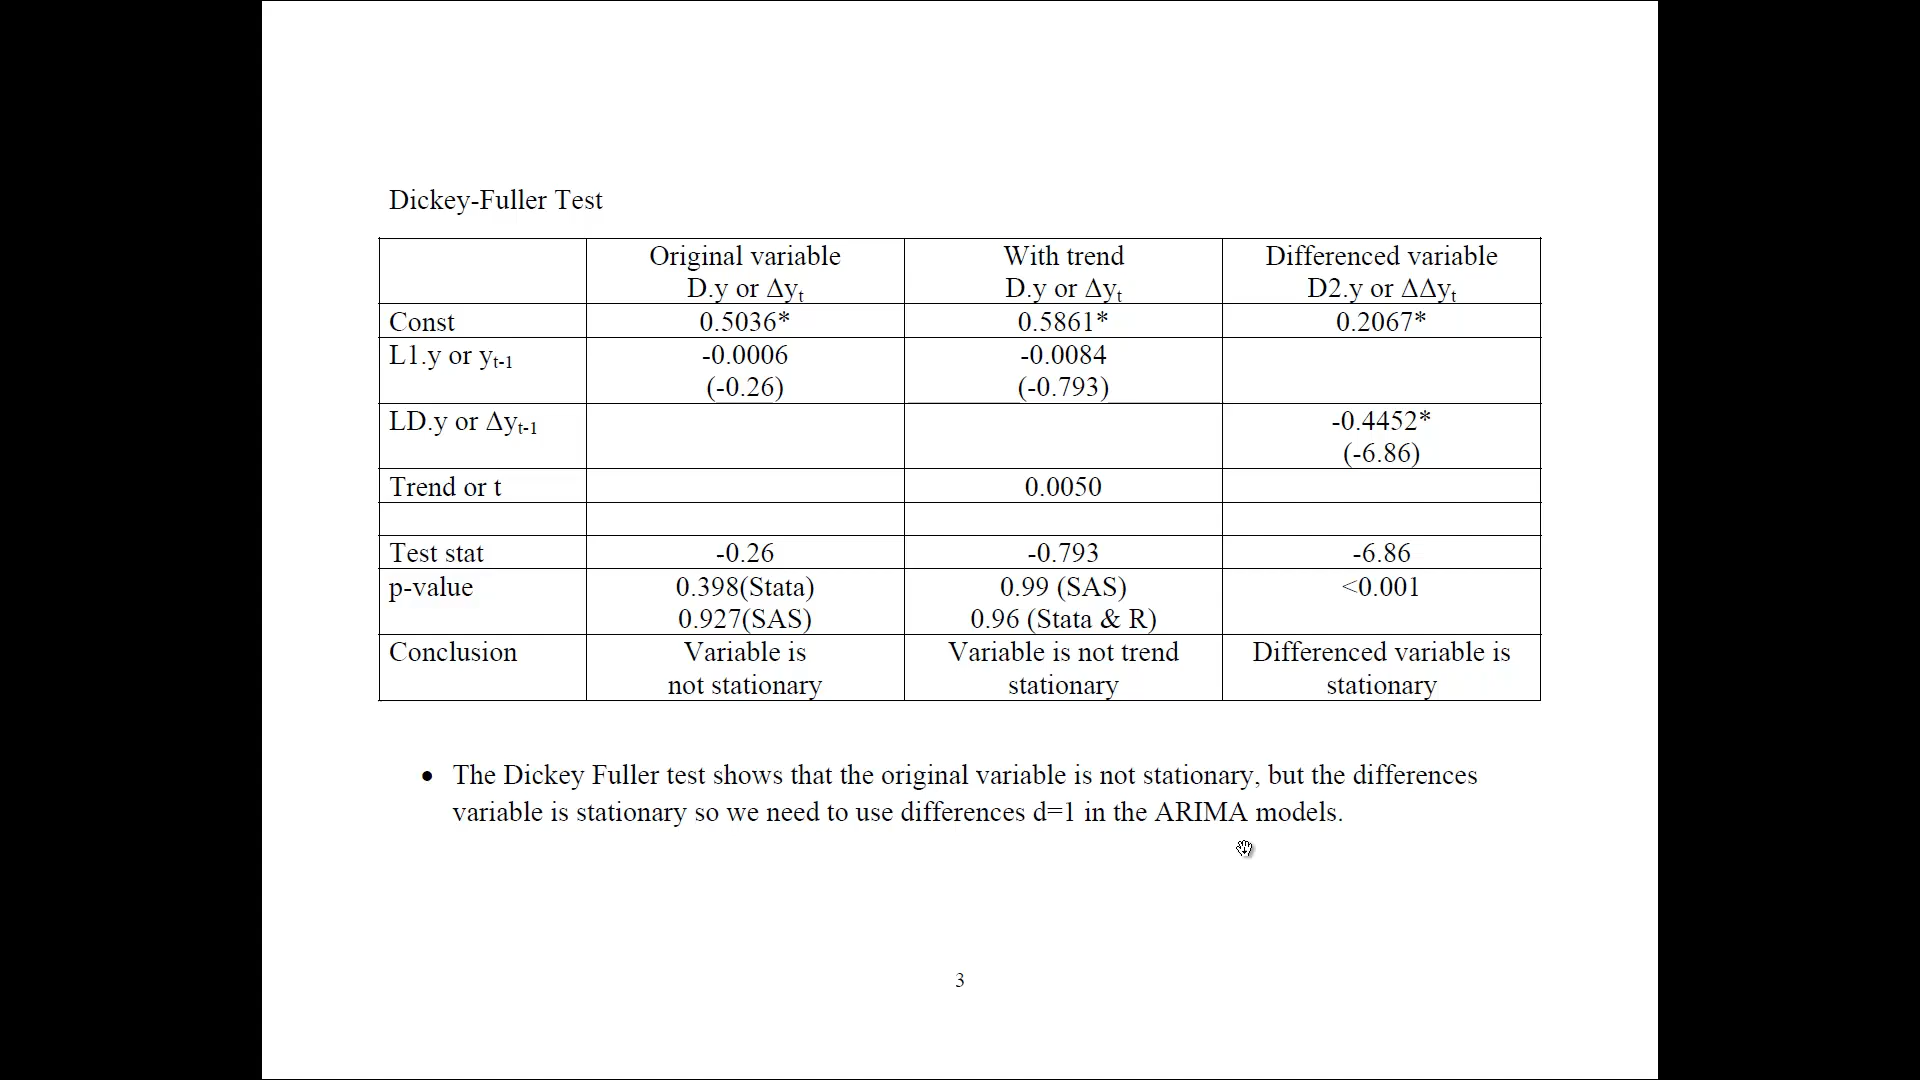 Dickey-Fuller Test
Original variable With trend Differenced variable
D.y or Δyt D.y or Δyt D2.y or ΔΔyt
Const 0.5036* 0.5861* 0.2067*
L1.y or yt-1 -0.0006 -0.0084
(-0.26) (-0.793)
LD.y or Δyt-1 -0.4452*
(-6.86)
Trend or t 0.0050
Test stat -0.26 -0.793 -6.86
p-value 0.398(Stata) 0.99 (SAS) <0.001
0.927(SAS) 0.96 (Stata & R)
Conclusion Variable is Variable is not trend Differenced variable is
not stationary stationary stationary
• The Dickey Fuller test shows that the original variable is not stationary, but the differences
variable is stationary so we need to use differences d=1 in the ARIMA models.
3